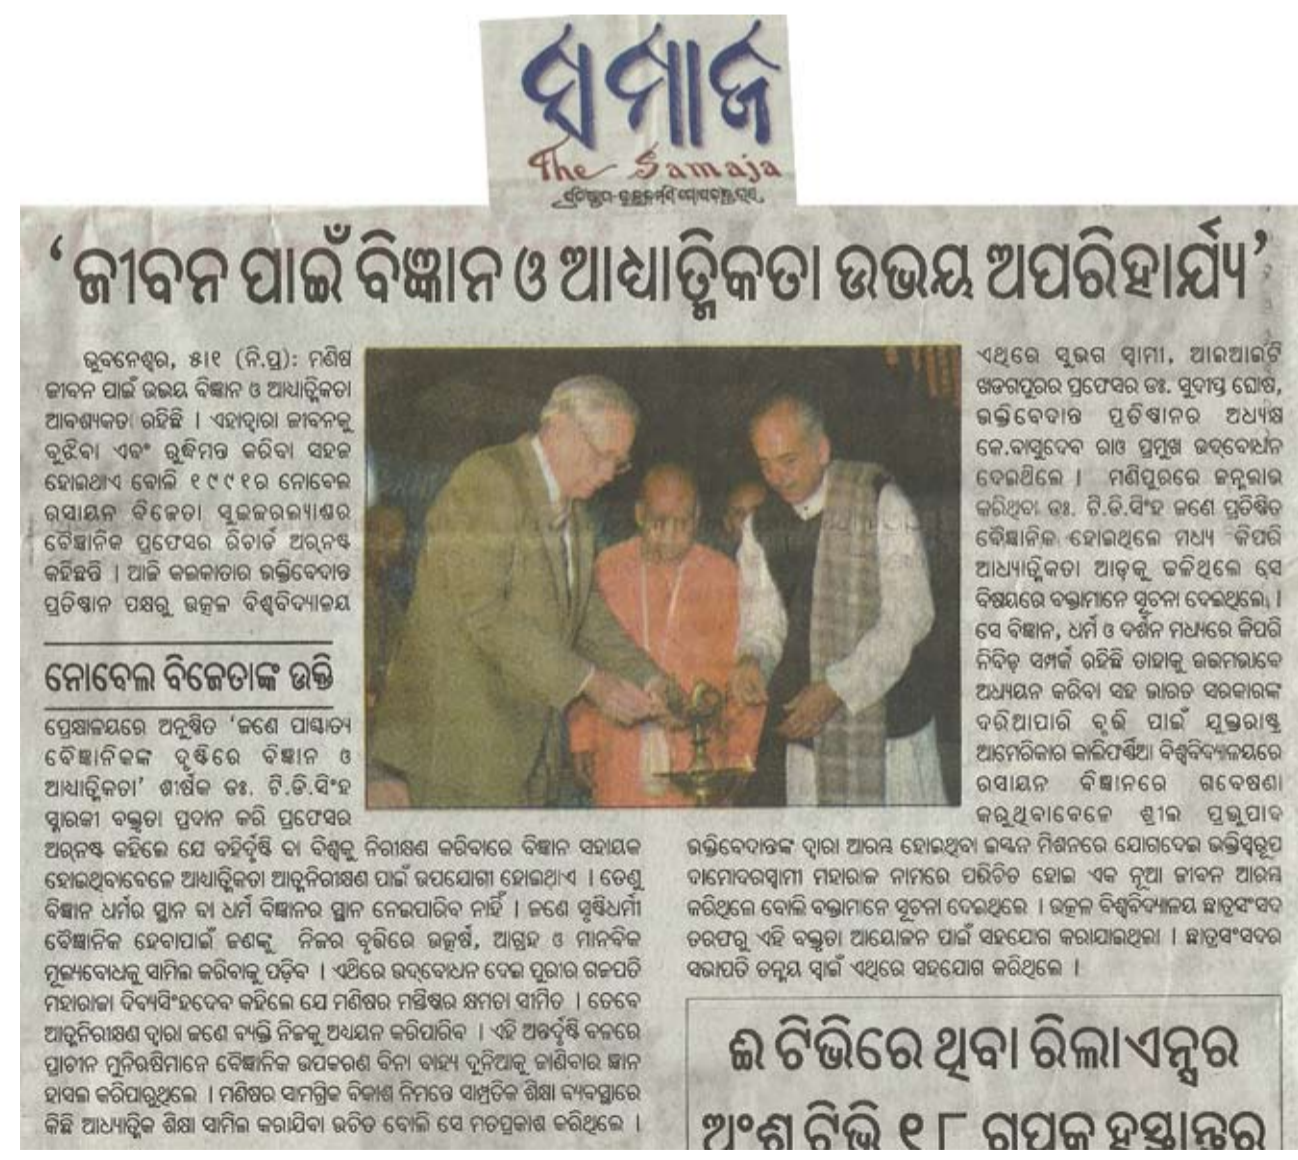 ସମାଜ
The Samaja
‘ଜୀବନ ପାଇଁ ବିଜ୍ଞାନ ଓ ଆଧ୍ୟାତ୍ମିକତା ଉଭୟ ଅପରିହାର୍ଯ୍ୟ’
ଭୁବନେଶ୍ୱର, ୫।୧ (ନି.ପ୍ର): ମଣିଷ
ଜୀବନ ପାଇଁ ଉଭୟ ବିଜ୍ଞାନ ଓ ଆଧ୍ୟାତ୍ମିକତା
ଆବଶ୍ୟକତା ରହିଛି । ଏହାଦ୍ୱାରା ଜୀବନକୁ
ବୁଝିବା ଏବଂ ରୁଦ୍ଧିମନ୍ତ କରିବା ସହଜ
ହୋଇଥାଏ ବୋଲି ୧୯୯୧ର ନୋବେଲ
ରସାୟନ ବିଜେତା ସୁଇଜରଲ୍ୟାଣ୍ଡର
ବୈଜ୍ଞାନିକ ପ୍ରଫେସର ରିଚାର୍ଡ ଅର୍‌ନଷ୍ଟ
କହିଛନ୍ତି । ଆଜି କଲକାତାର ଭକ୍ତିବେଦାନ୍ତ
ପ୍ରତିଷ୍ଠାନ ପକ୍ଷରୁ ଉତ୍କଳ ବିଶ୍ୱବିଦ୍ୟାଳୟ
ନୋବେଲ ବିଜେତାଙ୍କ ଉକ୍ତି
ପ୍ରେକ୍ଷାଳୟରେ ଅନୁଷ୍ଠିତ ‘ଜଣେ ପାଶ୍ଚାତ୍ୟ
ବୈଜ୍ଞାନିକଙ୍କ ଦୃଷ୍ଟିରେ ବିଜ୍ଞାନ ଓ
ଆଧ୍ୟାତ୍ମିକତା’ ଶୀର୍ଷକ ଡଃ. ଟି.ଡି.ସିଂହ
ସ୍ମାରକୀ ବକ୍ତୃତା ପ୍ରଦାନ କରି ପ୍ରଫେସର
ଅର୍‌ନଷ୍ଟ କହିଲେ ଯେ ବହିର୍ଦୃଷ୍ଟି ବା ବିଶ୍ୱକୁ ନିରୀକ୍ଷଣ କରିବାରେ ବିଜ୍ଞାନ ସହାୟକ
ହୋଇଥିବାବେଳେ ଆଧ୍ୟାତ୍ମିକତା ଆତ୍ମନିରୀକ୍ଷଣ ପାଇଁ ଉପଯୋଗୀ ହୋଇଥାଏ । ତେଣୁ
ବିଜ୍ଞାନ ଧର୍ମର ସ୍ଥାନ ବା ଧର୍ମ ବିଜ୍ଞାନର ସ୍ଥାନ ନେଇପାରିବ ନାହିଁ । ଜଣେ ସୃଷ୍ଟିଧର୍ମୀ
ବୈଜ୍ଞାନିକ ହେବାପାଇଁ ଜଣଙ୍କୁ ନିଜର ବୃତ୍ତିରେ ଉତ୍କର୍ଷ, ଆଗ୍ରହ ଓ ମାନବିକ
ମୂଲ୍ୟବୋଧକୁ ସାମିଲ କରିବାକୁ ପଡ଼ିବ । ଏଥିରେ ଉଦ୍‌ବୋଧନ ଦେଇ ପୁରୀର ଗଜପତି
ମହାରାଜା ଦିବ୍ୟସିଂହଦେବ କହିଲେ ଯେ ମଣିଷର ମସ୍ତିଷ୍କର କ୍ଷମତା ସୀମିତ । ତେବେ
ଆତ୍ମନିରୀକ୍ଷଣ ଦ୍ୱାରା ଜଣେ ବ୍ୟକ୍ତି ନିଜକୁ ଅଧ୍ୟୟନ କରିପାରିବ । ଏହି ଅନ୍ତର୍ଦୃଷ୍ଟି ବଳରେ
ପ୍ରାଚୀନ ମୁନିଋଷିମାନେ ବୈଜ୍ଞାନିକ ଉପକରଣ ବିନା ବାହ୍ୟ ଦୁନିଆକୁ ଜାଣିବାର ଜ୍ଞାନ
ହାସଲ କରିପାରୁଥିଲେ । ମଣିଷର ସାମଗ୍ରିକ ବିକାଶ ନିମନ୍ତେ ସାମ୍ପ୍ରତିକ ଶିକ୍ଷା ବ୍ୟବସ୍ଥାରେ
କିଛି ଆଧ୍ୟାତ୍ମିକ ଶିକ୍ଷା ସାମିଲ କରାଯିବା ଉଚିତ ବୋଲି ସେ ମତପ୍ରକାଶ କରିଥିଲେ ।
ଏଥିରେ ସୁଭଗ ସ୍ୱାମୀ, ଆଇଆଇଟି
ଖଡଗପୁରର ପ୍ରଫେସର ଡଃ. ସୁଦୀପ୍ତ ଘୋଷ,
ଭକ୍ତିବେଦାନ୍ତ ପ୍ରତିଷ୍ଠାନର ଅଧ୍ୟକ୍ଷ
କେ.ବାସୁଦେବ ରାଓ ପ୍ରମୁଖ ଉଦ୍‌ବୋଧନ
ଦେଇଥିଲେ । ମଣିପୁରରେ ଜନ୍ମଲାଭ
କରିଥିବା ଡଃ. ଟି.ଡି.ସିଂହ ଜଣେ ପ୍ରତିଷ୍ଠିତ
ବୈଜ୍ଞାନିକ ହୋଇଥିଲେ ମଧ୍ୟ କିପରି
ଆଧ୍ୟାତ୍ମିକତା ଆଡ଼କୁ ଢଳିଥିଲେ ସେ
ବିଷୟରେ ବକ୍ତାମାନେ ସୂଚନା ଦେଇଥିଲେ ।
ସେ ବିଜ୍ଞାନ, ଧର୍ମ ଓ ଦର୍ଶନ ମଧ୍ୟରେ କିପରି
ନିବିଡ଼ ସମ୍ପର୍କ ରହିଛି ତାହାକୁ ଉତ୍ତମଭାବେ
ଅଧ୍ୟୟନ କରିବା ସହ ଭାରତ ସରକାରଙ୍କ
ଦରିଆପାରି ବୃତ୍ତି ପାଇଁ ଯୁକ୍ତରାଷ୍ଟ୍ର
ଆମେରିକାର କାଲିଫର୍ଣ୍ଣିଆ ବିଶ୍ୱବିଦ୍ୟାଳୟରେ
ରସାୟନ ବିଜ୍ଞାନରେ ଗବେଷଣା
କରୁଥିବାବେଳେ ଶ୍ରୀଲ ପ୍ରଭୁପାଦ
ଭକ୍ତିବେଦାନ୍ତଙ୍କ ଦ୍ୱାରା ଆରମ୍ଭ ହୋଇଥିବା ଇସ୍କନ ମିଶନରେ ଯୋଗଦେଇ ଭକ୍ତିସ୍ୱରୂପ
ଦାମୋଦରସ୍ୱାମୀ ମହାରାଜ ନାମରେ ପରିଚିତ ହୋଇ ଏକ ନୂଆ ଜୀବନ ଆରମ୍ଭ
କରିଥିଲେ ବୋଲି ବକ୍ତାମାନେ ସୂଚନା ଦେଇଥିଲେ । ଉତ୍କଳ ବିଶ୍ୱବିଦ୍ୟାଳୟ ଛାତ୍ରସଂସଦ
ତରଫରୁ ଏହି ବକ୍ତୃତା ଆୟୋଜନ ପାଇଁ ସହଯୋଗ କରାଯାଇଥିଲା । ଛାତ୍ରସଂସଦର
ସଭାପତି ତନ୍ମୟ ସ୍ୱାଇଁ ଏଥିରେ ସହଯୋଗ କରିଥିଲେ ।
ଈ ଟିଭିରେ ଥିବା ରିଲାଏନ୍ସର
ଅଂଶ ଟିଭି ୧୮ ଗ୍ରୁପକୁ ହସ୍ତାନ୍ତର